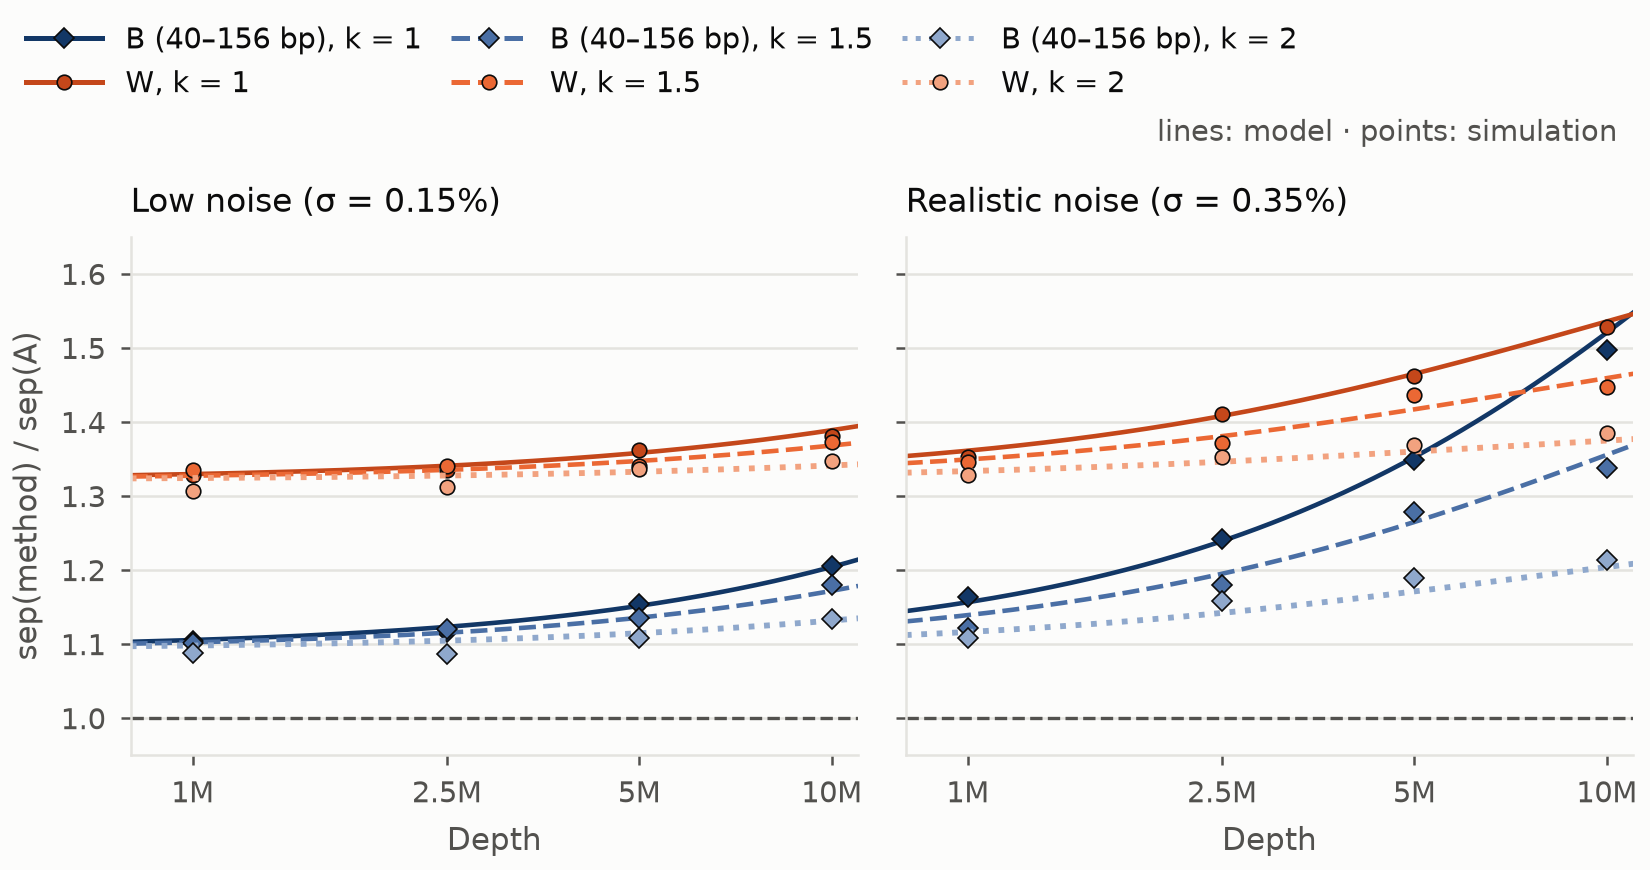 B (40–156 bp), k = 1
B (40–156 bp), k = 1.5
B (40–156 bp), k = 2
W, k = 1
W, k = 1.5
W, k = 2
lines: model · points: simulation
Low noise (σ = 0.15%)
Realistic noise (σ = 0.35%)
sep(method) / sep(A)
1.6
1.5
1.4
1.3
1.2
1.1
1.0
1M
2.5M
5M
10M
1M
2.5M
5M
10M
Depth
Depth